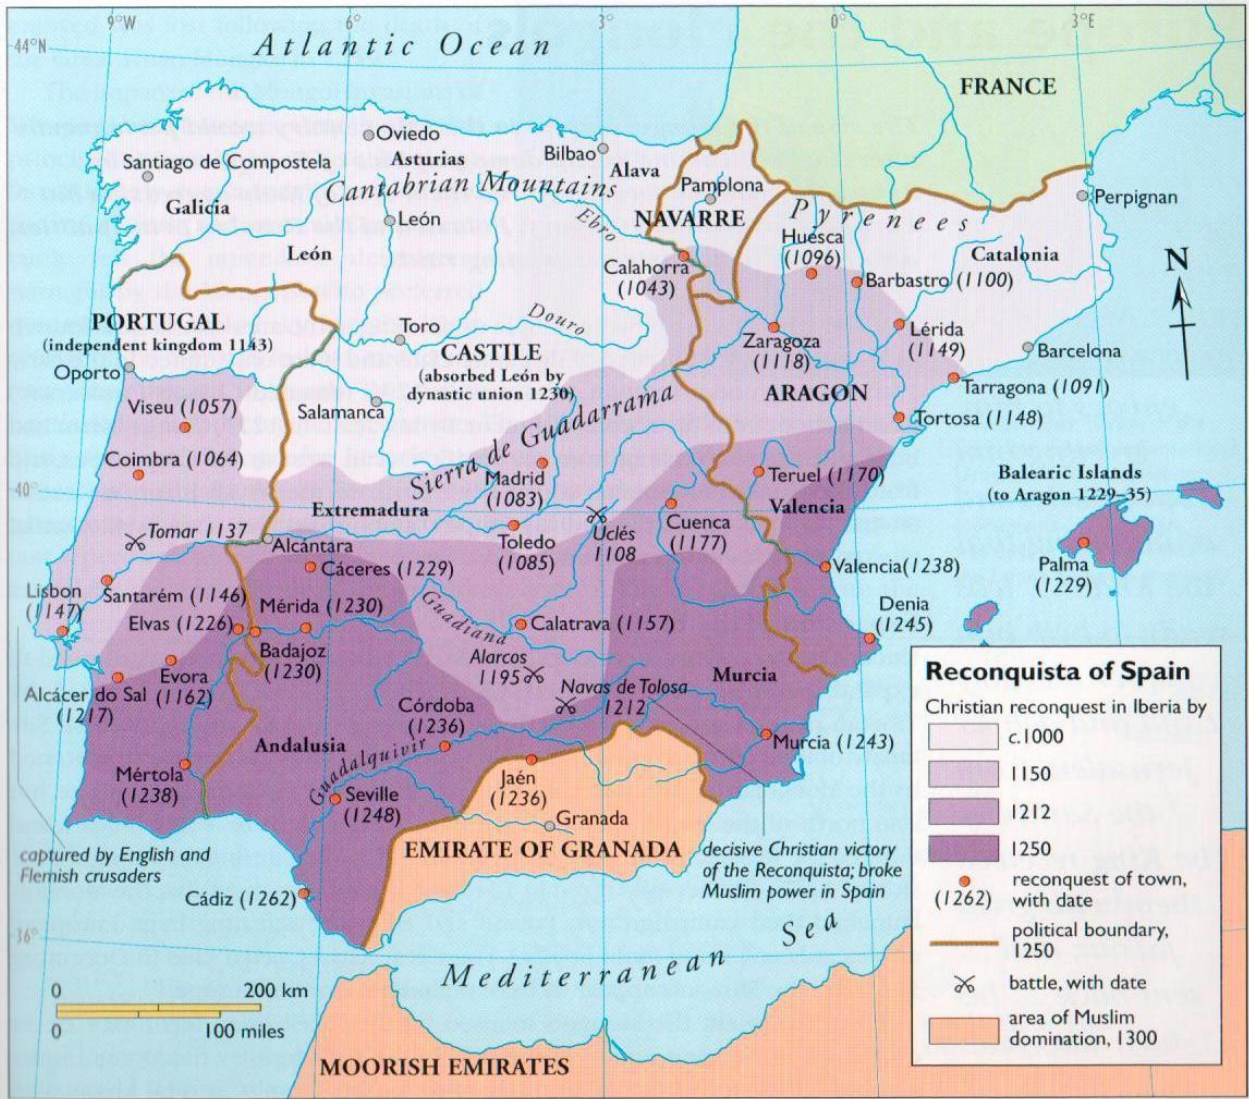 9°W
6°
3°
0°
3°E
44°N
Atlantic Ocean
FRANCE
Oviedo
Bilbao
Santiago de Compostela
Asturias
Alava
Cantabrian Mountains
Pamplona
Perpignan
Galicia
León
Ebro
NAVARRE
Pyrenees
Huesca
(1096)
León
Catalonia
Calahorra
(1043)
Barbastro (1100)
N
PORTUGAL
(independent kingdom 1143)
Toro
Douro
Zaragoza
(1118)
Lérida
(1149)
Barcelona
Oporto
CASTILE
(absorbed León by
dynastic union 1230)
ARAGON
Tarragona (1091)
Viseu (1057)
Salamanca
Tortosa (1148)
Sierra de Guadarrama
Coimbra (1064)
Madrid
(1083)
Teruel (1170)
Balearic Islands
(to Aragon 1229–35)
40°
Extremadura
Valencia
Tomar 1137
Alcántara
Toledo
(1085)
Uclés
1108
Cuenca
(1177)
Cáceres (1229)
Valencia(1238)
Palma
(1229)
Lisbon
(1147)
Santarém (1146)
Mérida (1230)
Guadiana
Denia
(1245)
Elvas (1226)
Calatrava (1157)
Badajoz
(1230)
Evora
(1162)
Alarcos
1195
Murcia
Alcácer do Sal
(1217)
Navas de Tolosa
1212
Córdoba
(1236)
Andalusia
Guadalquivir
Murcia (1243)
Mértola
(1238)
Jaén
(1236)
Seville
(1248)
Granada
EMIRATE OF GRANADA
captured by English and
Flemish crusaders
decisive Christian victory
of the Reconquista; broke
Muslim power in Spain
Cádiz (1262)
36°
Mediterranean Sea
0 200 km
0 100 miles
MOORISH EMIRATES
Reconquista of Spain
Christian reconquest in Iberia by
c.1000
1150
1212
1250
(1262)
reconquest of town,
with date
political boundary,
1250
battle, with date
area of Muslim
domination, 1300